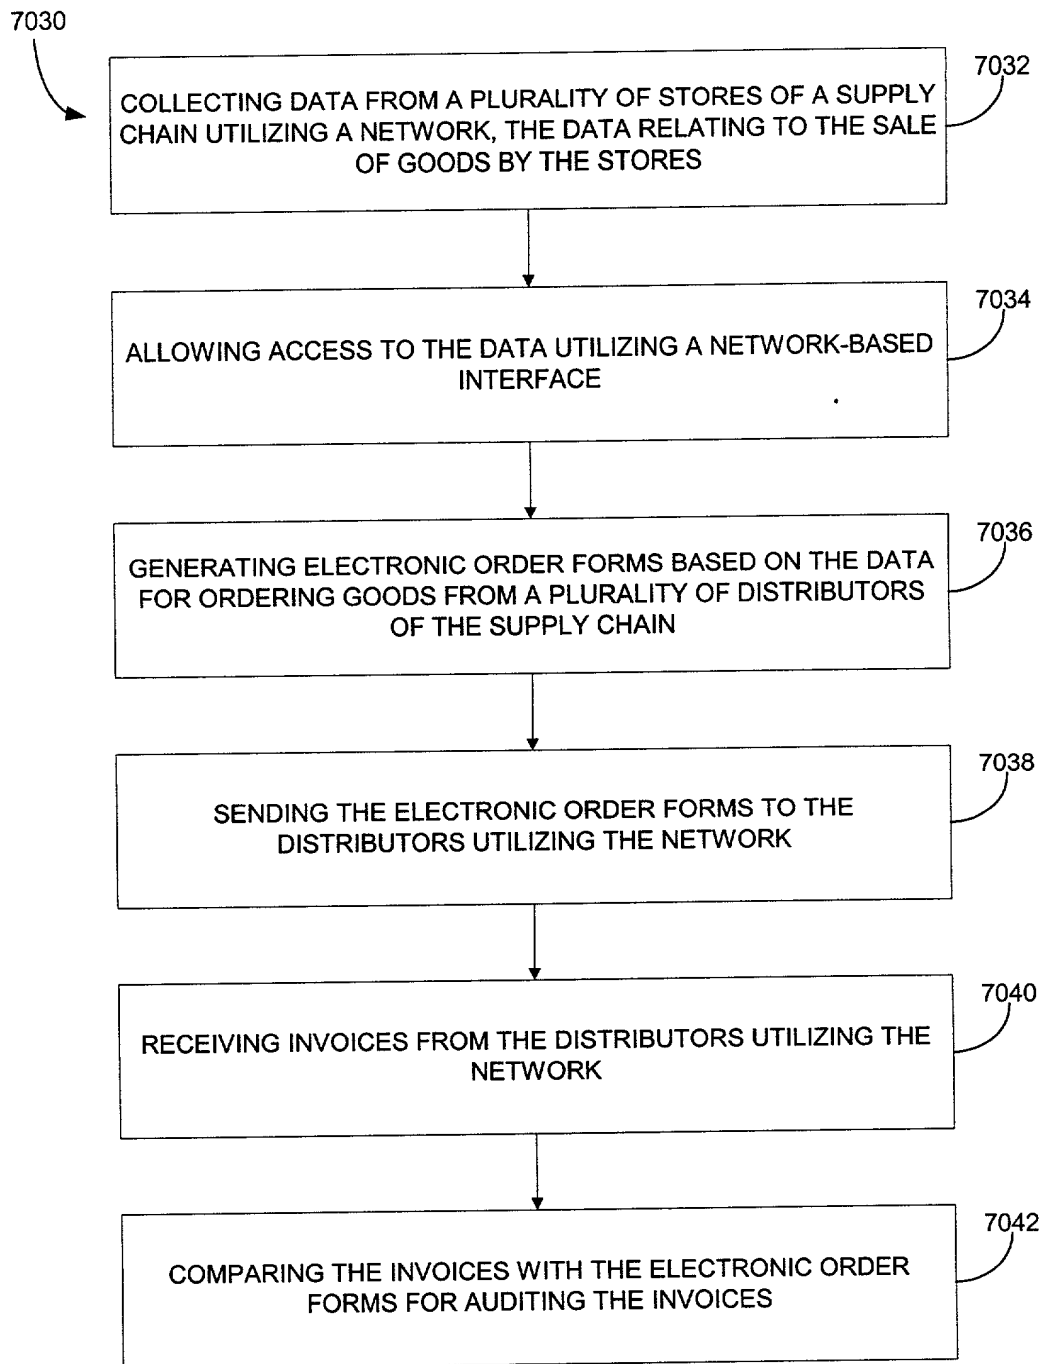 7030
7032
COLLECTING DATA FROM A PLURALITY OF STORES OF A SUPPLY
CHAIN UTILIZING A NETWORK, THE DATA RELATING TO THE SALE
OF GOODS BY THE STORES
7034
ALLOWING ACCESS TO THE DATA UTILIZING A NETWORK-BASED
INTERFACE
7036
GENERATING ELECTRONIC ORDER FORMS BASED ON THE DATA
FOR ORDERING GOODS FROM A PLURALITY OF DISTRIBUTORS
OF THE SUPPLY CHAIN
7038
SENDING THE ELECTRONIC ORDER FORMS TO THE
DISTRIBUTORS UTILIZING THE NETWORK
7040
RECEIVING INVOICES FROM THE DISTRIBUTORS UTILIZING THE
NETWORK
7042
COMPARING THE INVOICES WITH THE ELECTRONIC ORDER
FORMS FOR AUDITING THE INVOICES